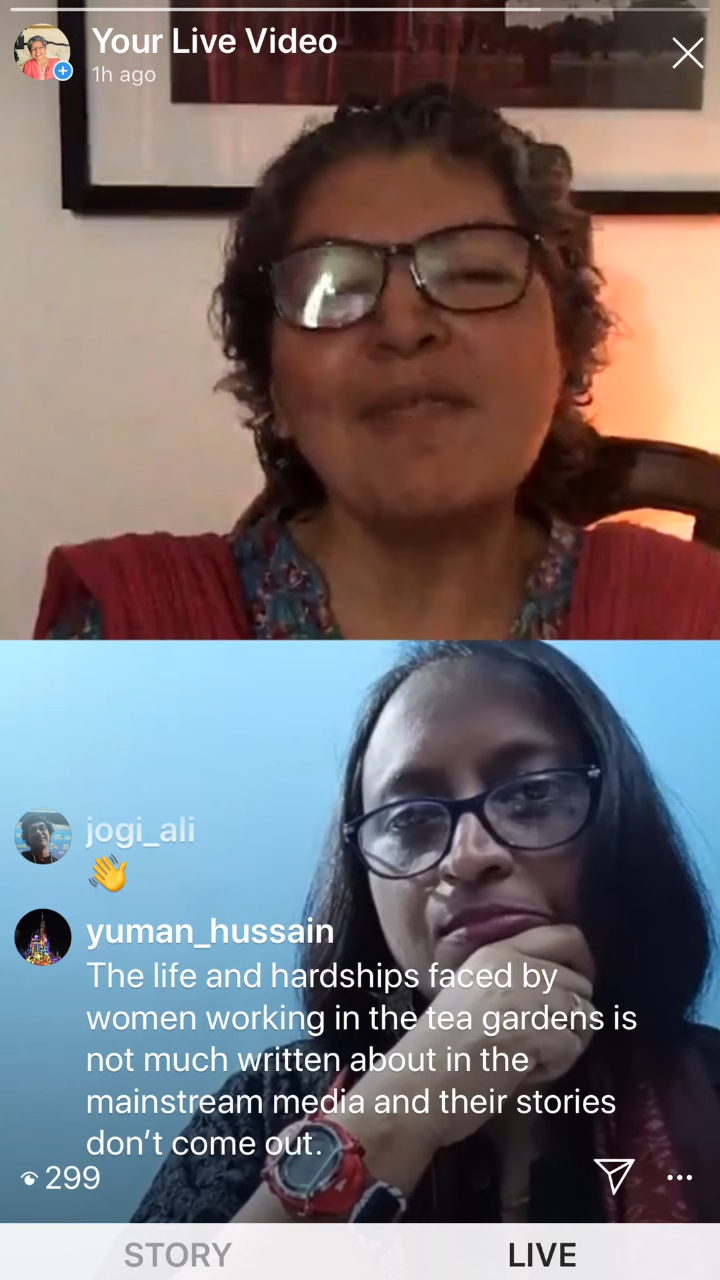 Your Live Video
1h ago
jogi_ali
👋
yuman_hussain
The life and hardships faced by
women working in the tea gardens is
not much written about in the
mainstream media and their stories
don't come out.
299
STORY LIVE